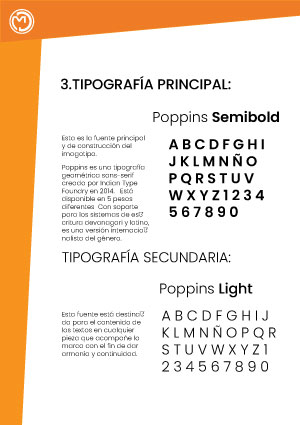 3.TIPOGRAFÍA PRINCIPAL:
Poppins Semibold
Esta es la fuente principal
y de construcción del
imagotipo.
Poppins es una tipografía
geométrica sans-serif
creada por Indian Type
Foundry en 2014. Está
disponible en 5 pesos
diferentes Con soporte
para los sistemas de es
critura devanagari y latino,
es una versión internacio
nalista del género.
A B C D E F G H I
J K L M N Ñ O
P Q R S T U V
W X Y Z 1 2 3 4
5 6 7 8 9 0
TIPOGRAFÍA SECUNDARIA:
Poppins Light
Esta fuente está destina
da para el contenido de
los textos en cualquier
pieza que acompañe la
marca con el fin de dar
armonía y continuidad.
A B C D E F G H I J
K L M N Ñ O P Q R
S T U V W X Y Z 1
2 3 4 5 6 7 8 9 0